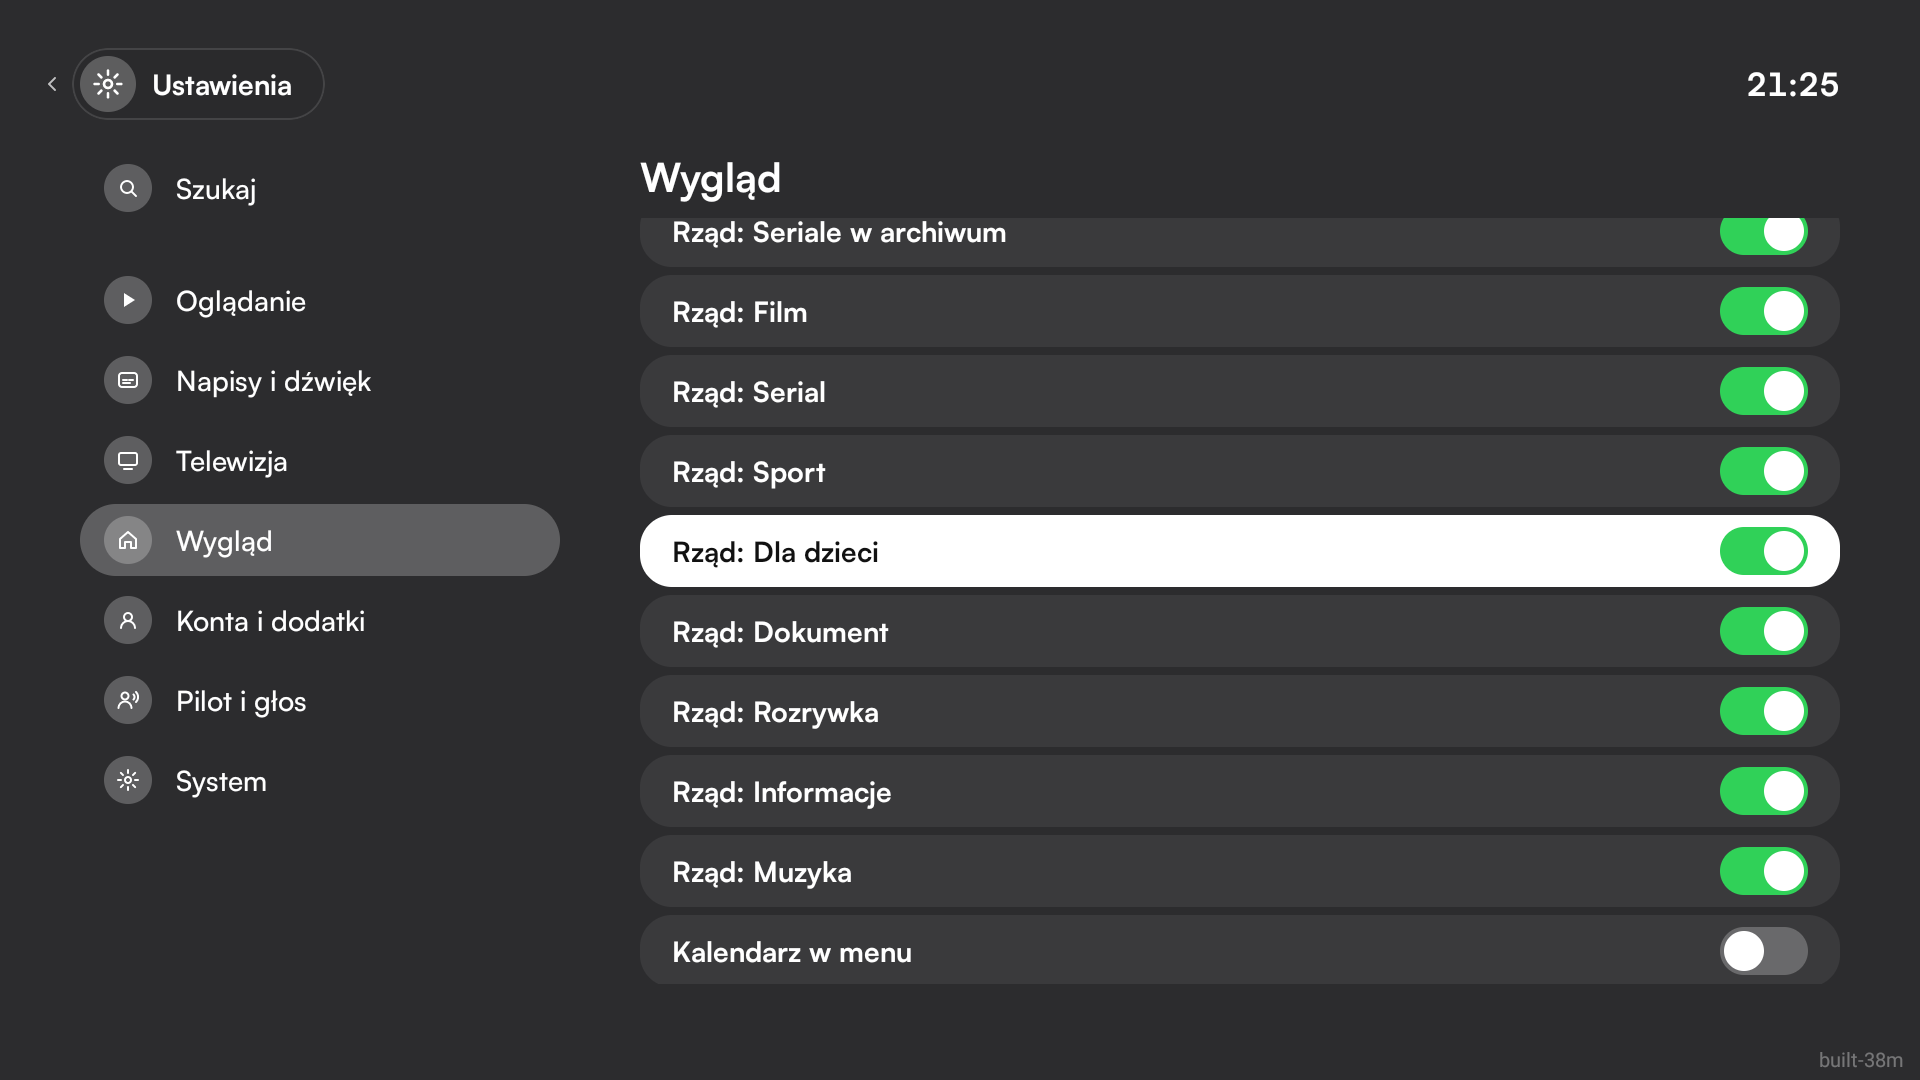 Ustawienia
21:25
Szukaj
Oglądanie
Napisy i dźwięk
Telewizja
Wygląd
Konta i dodatki
Pilot i głos
System
Wygląd
Rząd: Seriale w archiwum
Rząd: Film
Rząd: Serial
Rząd: Sport
Rząd: Dla dzieci
Rząd: Dokument
Rząd: Rozrywka
Rząd: Informacje
Rząd: Muzyka
Kalendarz w menu
built-38m